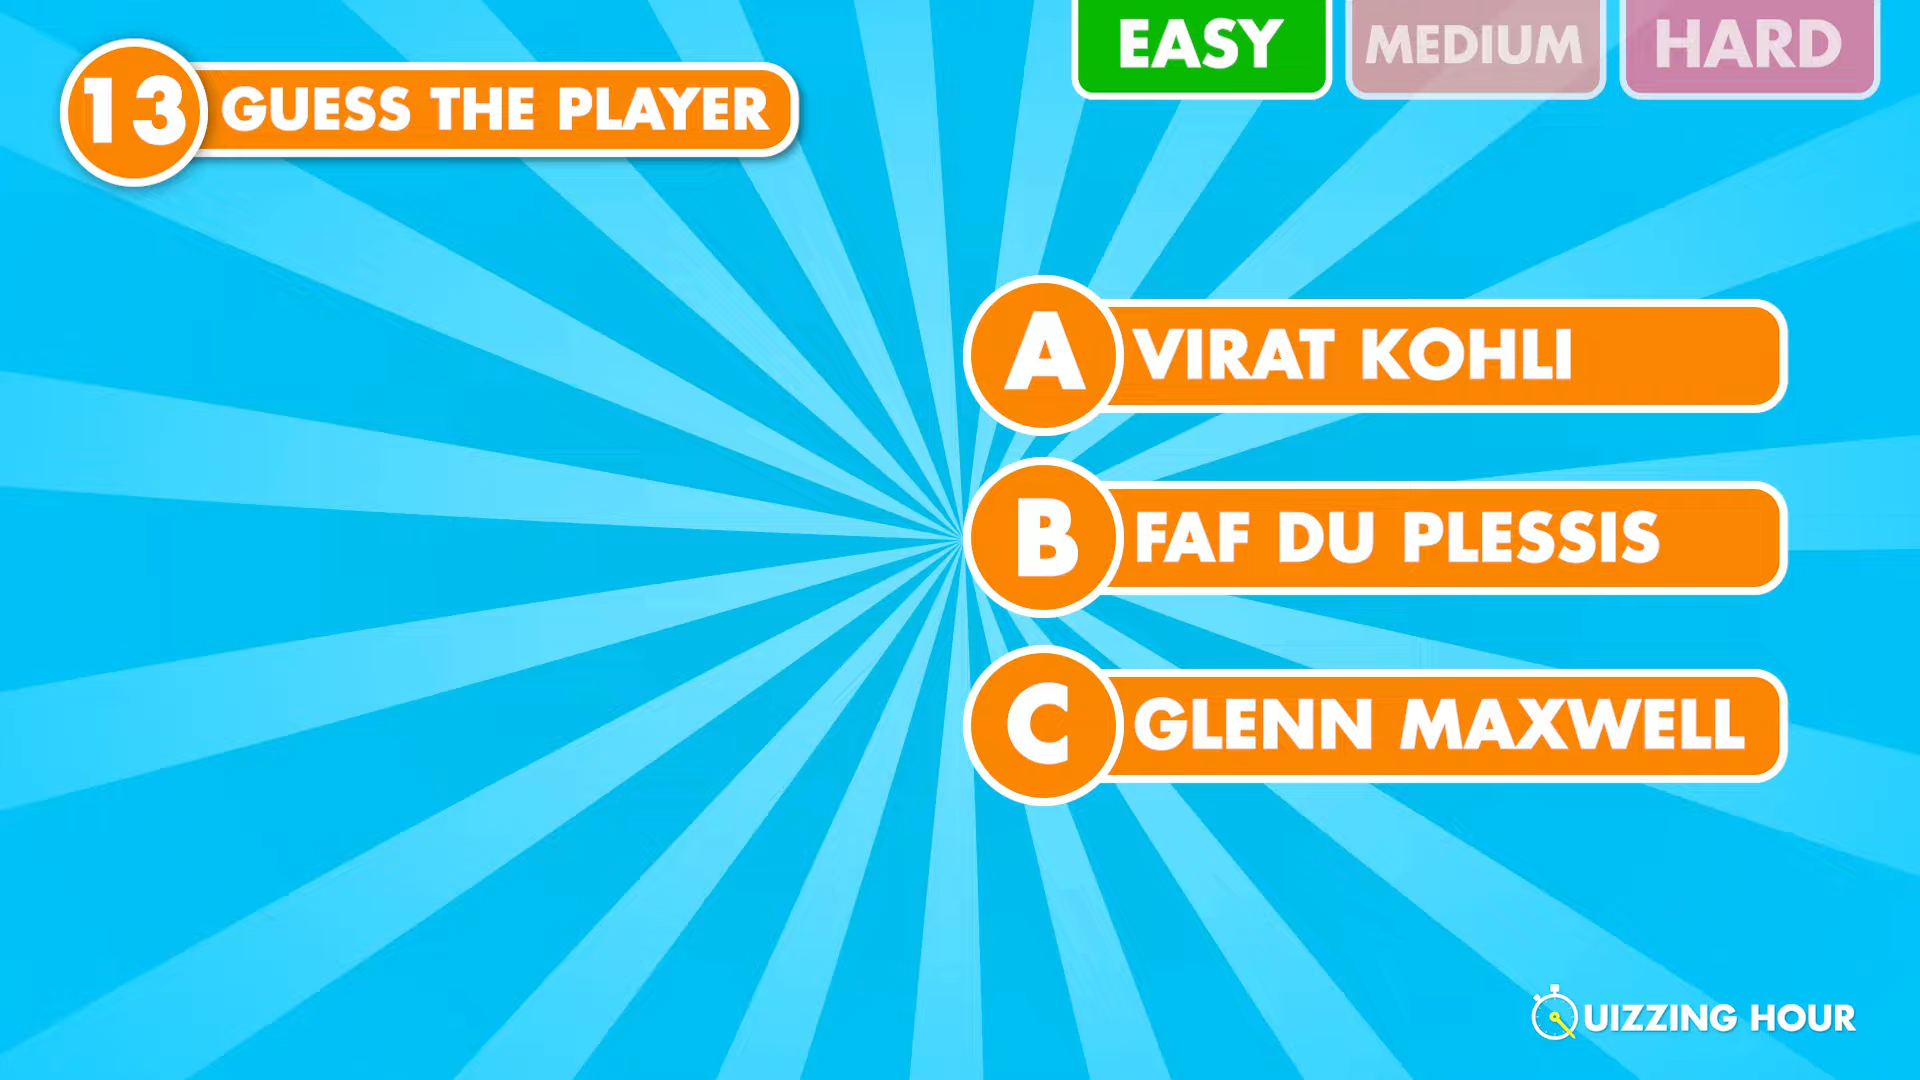 EASY
MEDIUM
HARD
13 GUESS THE PLAYER
A VIRAT KOHLI
B FAF DU PLESSIS
C GLENN MAXWELL
QUIZZING HOUR